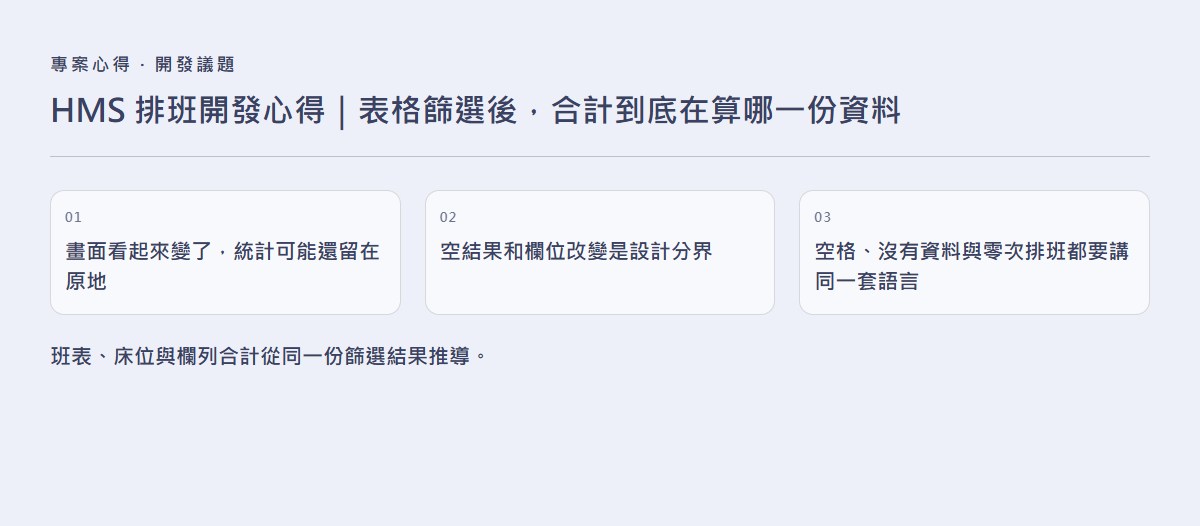 專案心得．開發議題
HMS 排班開發心得｜表格篩選後，合計到底在算哪一份資料
01
畫面看起來變了，統計可能還留在
原地
02
空結果和欄位改變是設計分界
03
空格、沒有資料與零次排班都要講
同一套語言
班表、床位與欄列合計從同一份篩選結果推導。